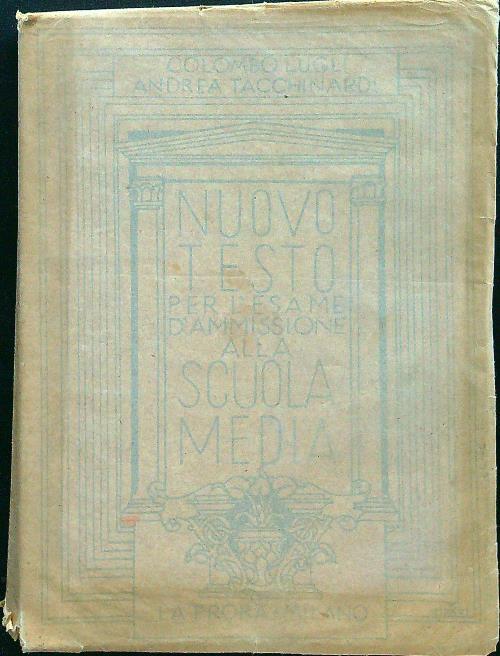 COLOMBO LUGLI
ANDREA TACCHINARDI
NUOVO
TESTO
PER L'ESAME
D'AMMISSIONE
ALLA
SCUOLA
MEDIA
LA PRORA - MILANO